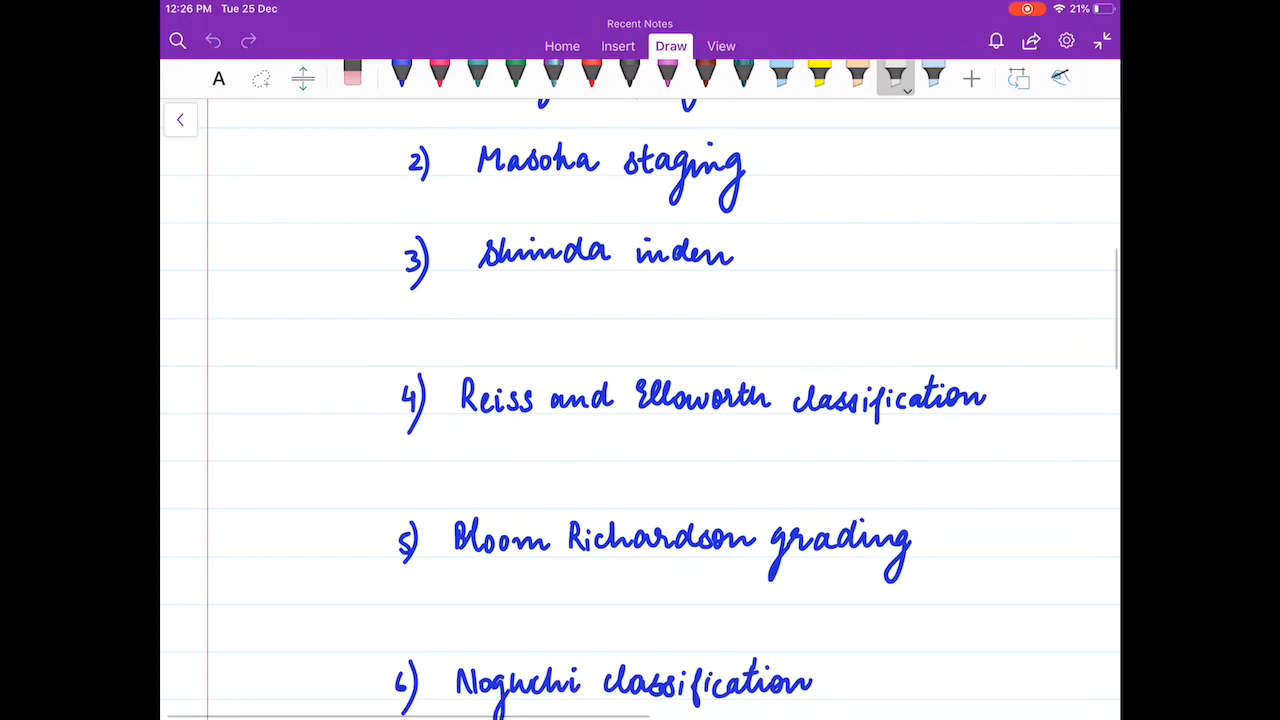 12:26 PM Tue 25 Dec
21%
Recent Notes
Home Insert Draw View
A
2) Masoka staging
3) Shimda index
4) Reiss and Ellsworth classification
5) Bloom Richardson grading
6) Noguchi classification